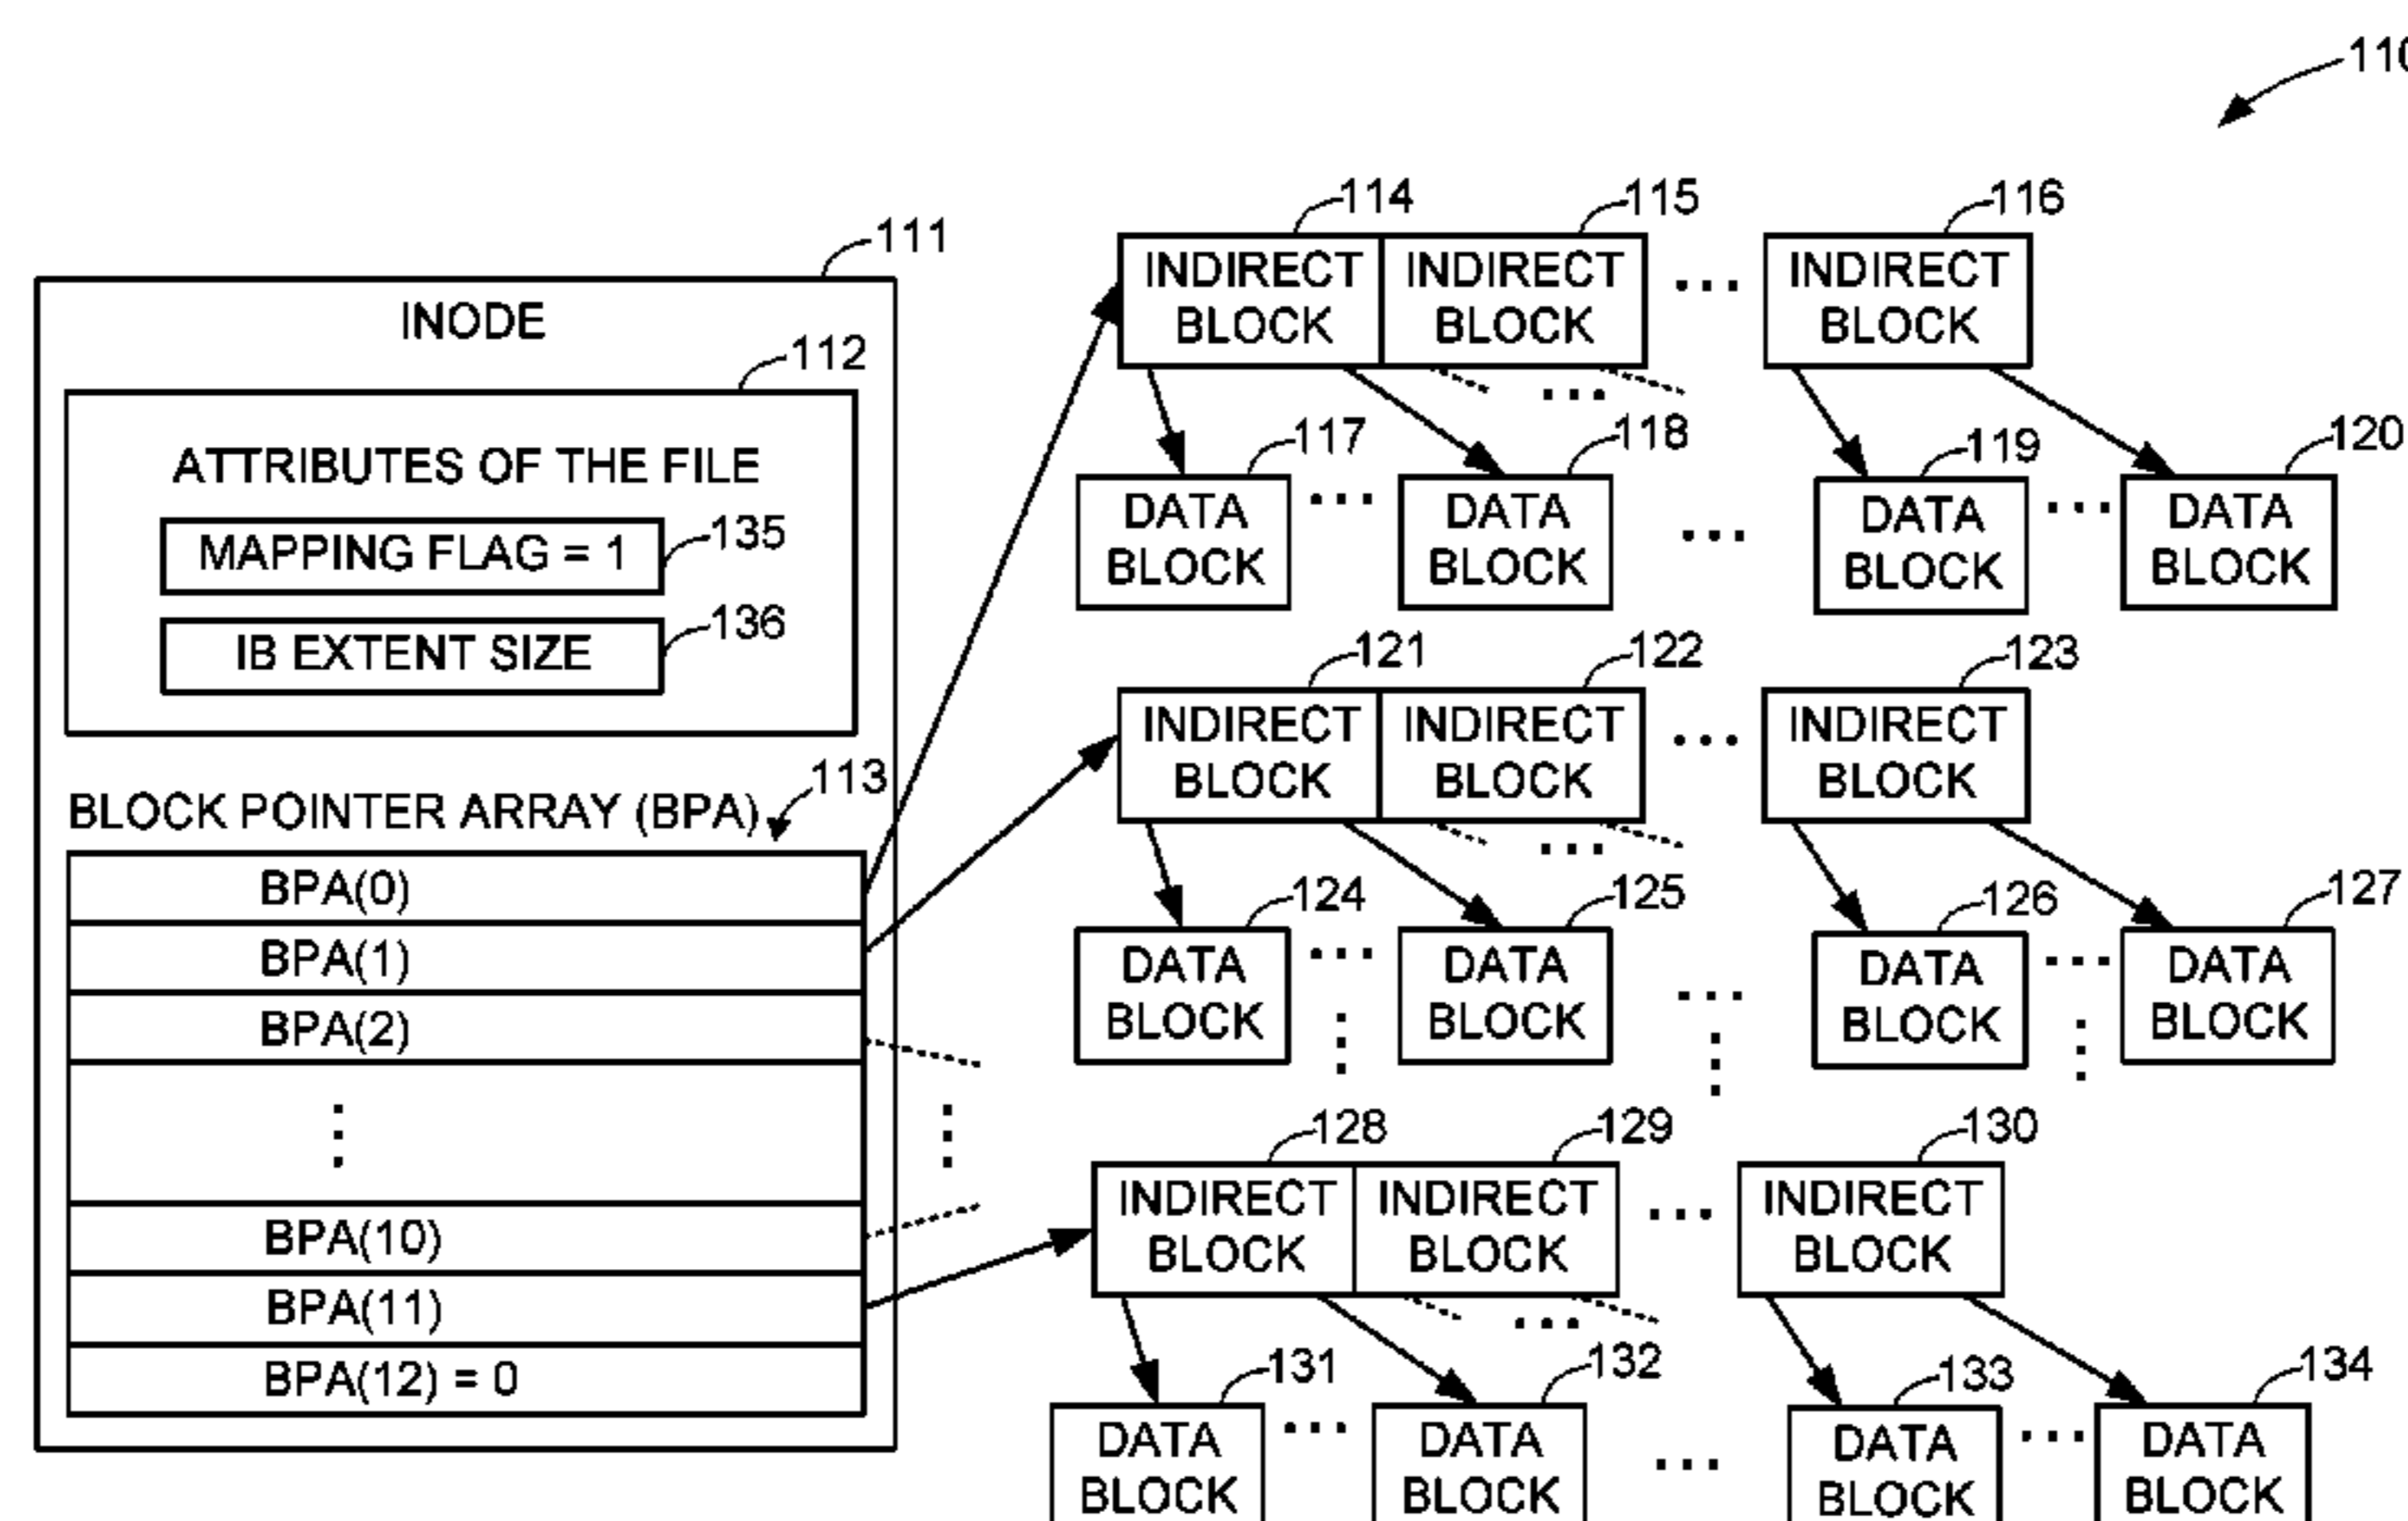 110
111
INODE
112
ATTRIBUTES OF THE FILE
MAPPING FLAG = 1
135
IB EXTENT SIZE
136
BLOCK POINTER ARRAY (BPA)
113
BPA(0)
BPA(1)
BPA(2)
BPA(10)
BPA(11)
BPA(12) = 0
114
115
116
INDIRECT
BLOCK
INDIRECT
BLOCK
...
INDIRECT
BLOCK
...
117
118
119
120
DATA
BLOCK
...
DATA
BLOCK
...
DATA
BLOCK
...
DATA
BLOCK
121
122
123
INDIRECT
BLOCK
INDIRECT
BLOCK
...
INDIRECT
BLOCK
...
124
125
126
127
DATA
BLOCK
...
DATA
BLOCK
...
DATA
BLOCK
...
DATA
BLOCK
128
129
130
INDIRECT
BLOCK
INDIRECT
BLOCK
...
INDIRECT
BLOCK
...
131
132
133
134
DATA
BLOCK
...
DATA
BLOCK
...
DATA
BLOCK
...
DATA
BLOCK